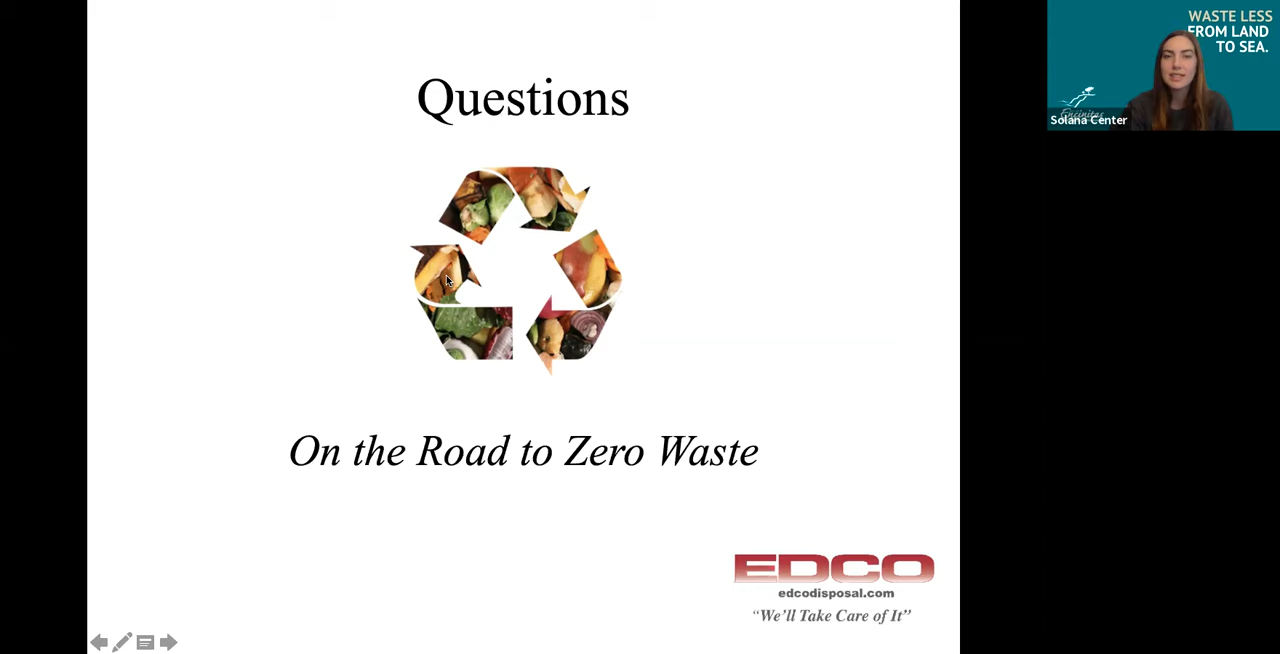 Questions
On the Road to Zero Waste
EDCO
edcodisposal.com
“We’ll Take Care of It”
WASTE LESS
FROM LAND
TO SEA.
Encinitas
Solana Center